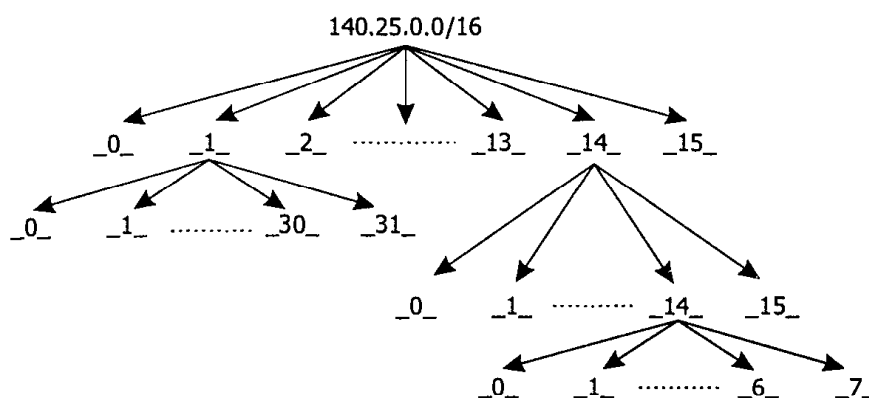 140.25.0.0/16
_0_ _1_ _2_ ........... _13_ _14_ _15_
_0_ _1_ ......... _30_ _31_
_0_ _1_ ......... _14_ _15_
_0_ _1_ ......... _6_ _7_